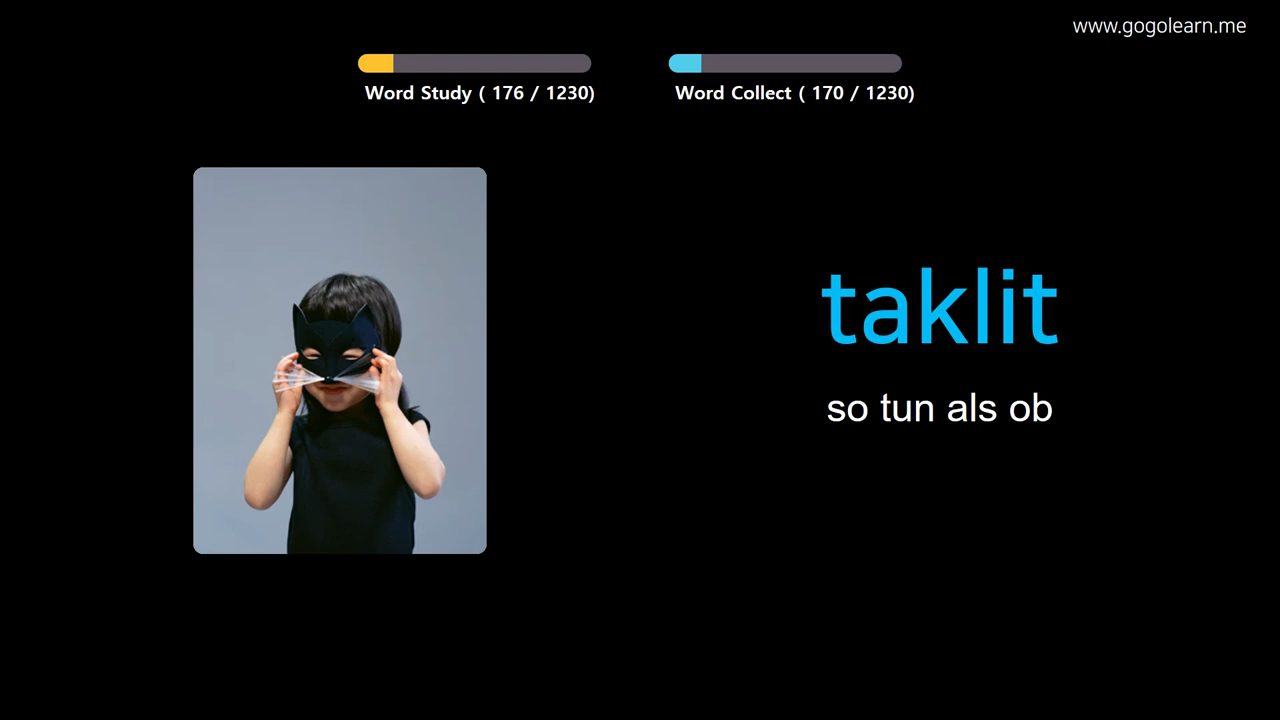 www.gogolearn.me
Word Study ( 176 / 1230)
Word Collect ( 170 / 1230)
taklit
so tun als ob